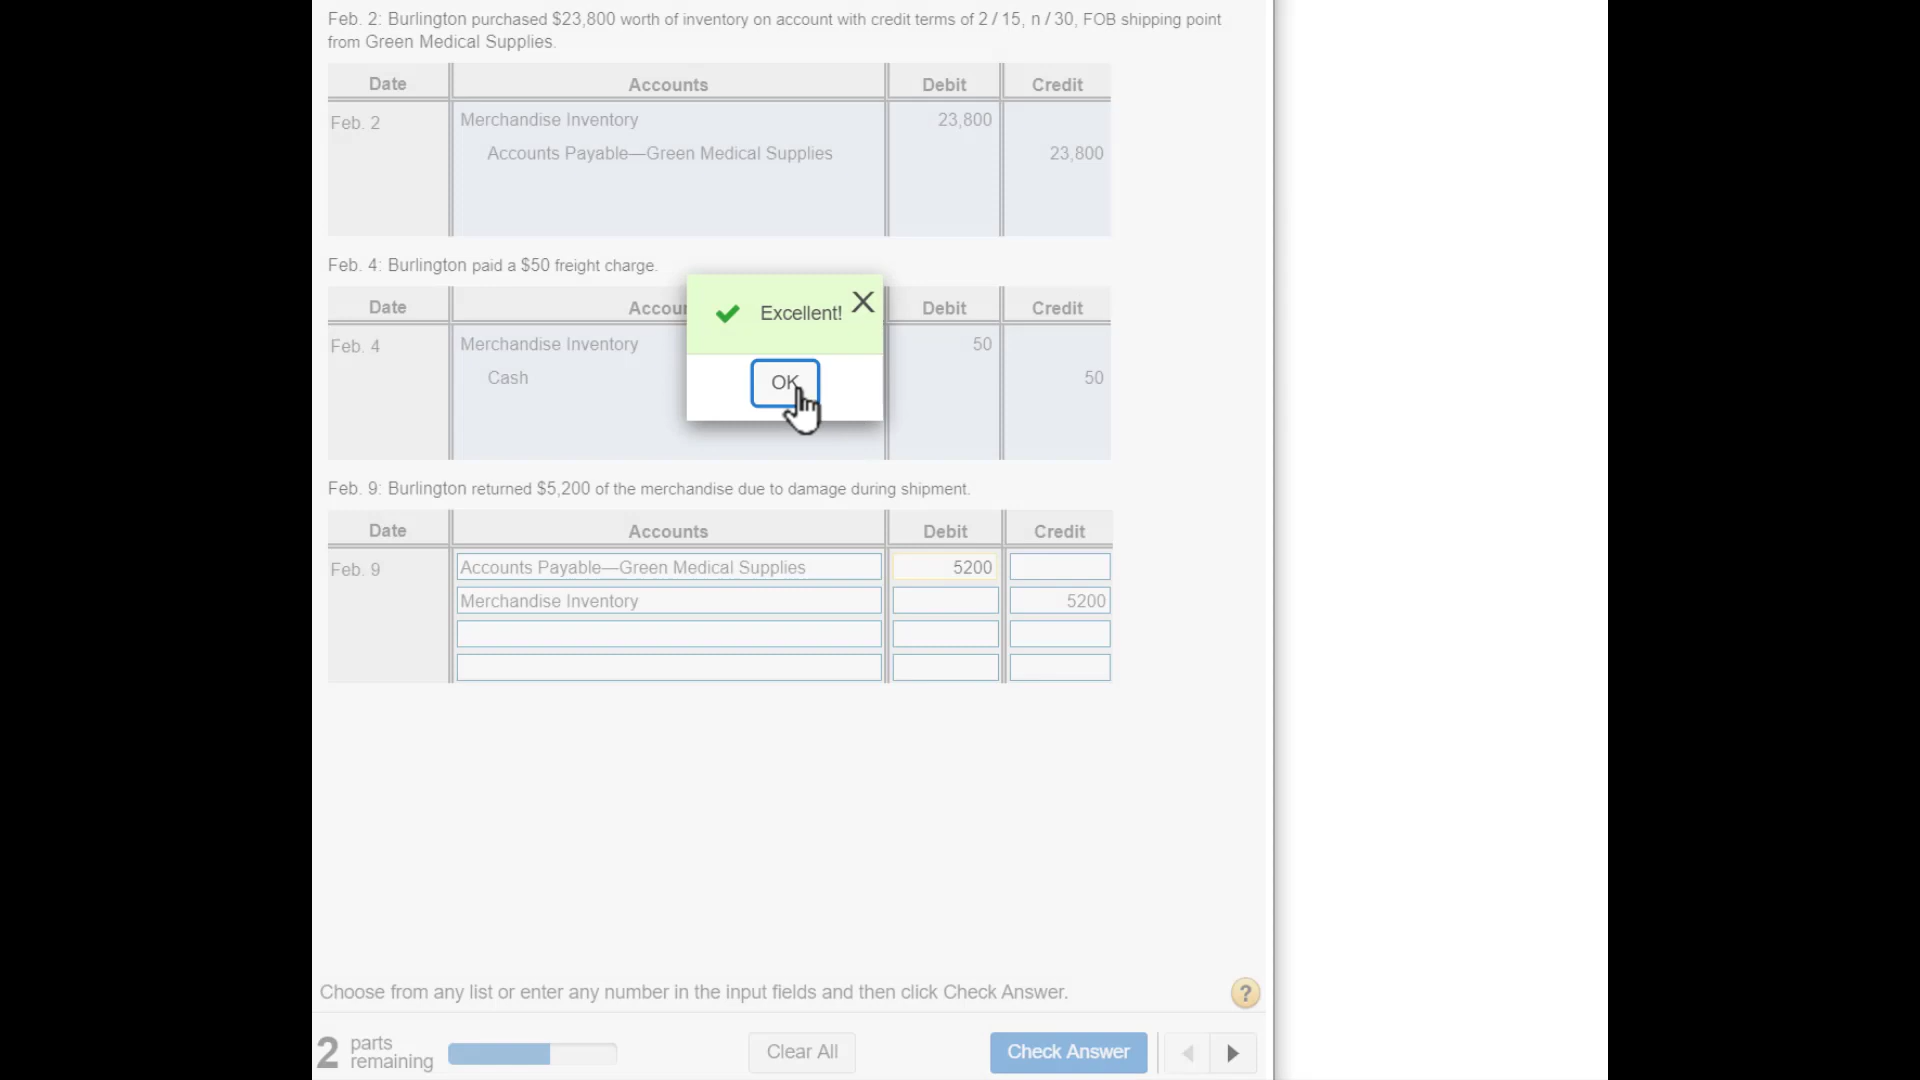 Feb. 2: Burlington purchased $23,800 worth of inventory on account with credit terms of 2 / 15, n / 30, FOB shipping point
from Green Medical Supplies.
Date Accounts Debit Credit
Feb. 2 Merchandise Inventory 23,800
Accounts Payable—Green Medical Supplies 23,800
Feb. 4: Burlington paid a $50 freight charge.
Date Debit Credit
Excellent!
Feb. 4 Merchandise Inventory 50
Cash 50
OK
Feb. 9: Burlington returned $5,200 of the merchandise due to damage during shipment.
Date Accounts Debit Credit
Feb. 9 Accounts Payable—Green Medical Supplies 5200
Merchandise Inventory 5200
Choose from any list or enter any number in the input fields and then click Check Answer.
?
2 parts remaining
Clear All
Check Answer